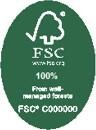 FSC
www.fsc.org
100%
From well-
managed forests
FSC® C000000